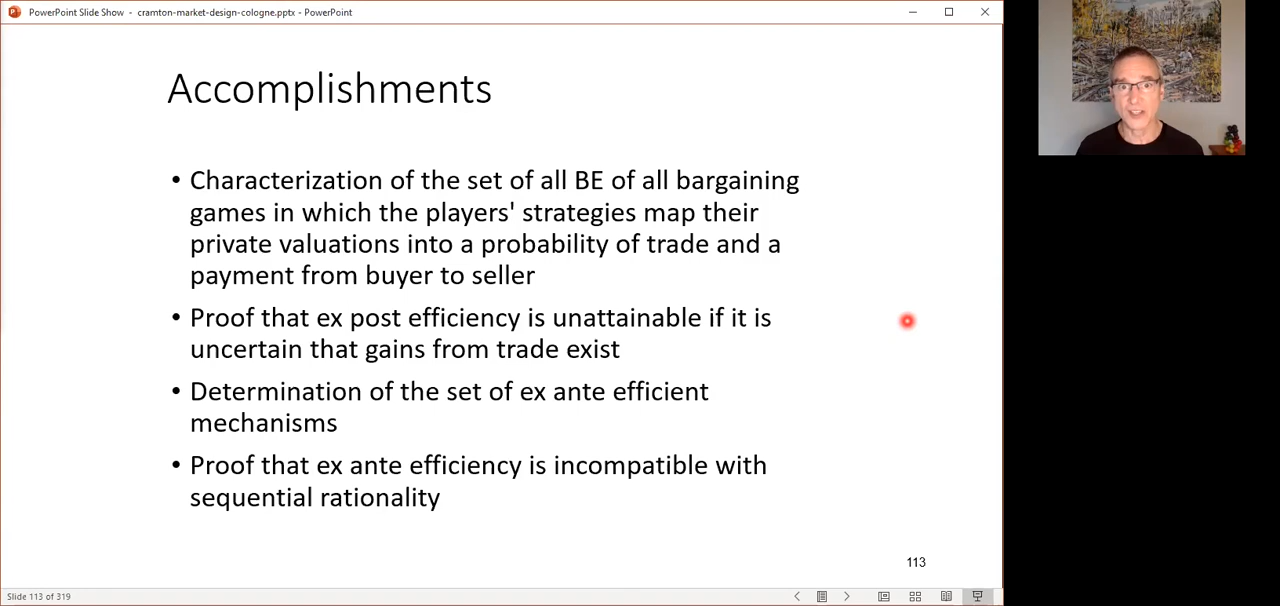 PowerPoint Slide Show - cramton-market-design-cologne.pptx - PowerPoint
Accomplishments
• Characterization of the set of all BE of all bargaining
games in which the players' strategies map their
private valuations into a probability of trade and a
payment from buyer to seller
• Proof that ex post efficiency is unattainable if it is
uncertain that gains from trade exist
• Determination of the set of ex ante efficient
mechanisms
• Proof that ex ante efficiency is incompatible with
sequential rationality
113
Slide 113 of 319